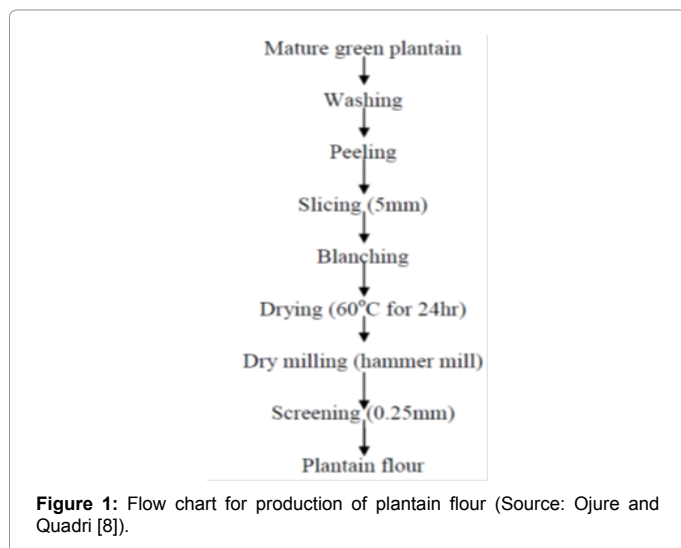 Mature green plantain
Washing
Peeling
Slicing (5mm)
Blanching
Drying (60°C for 24hr)
Dry milling (hammer mill)
Screening (0.25mm)
Plantain flour
Figure 1: Flow chart for production of plantain flour (Source: Ojure and
Quadri [8]).